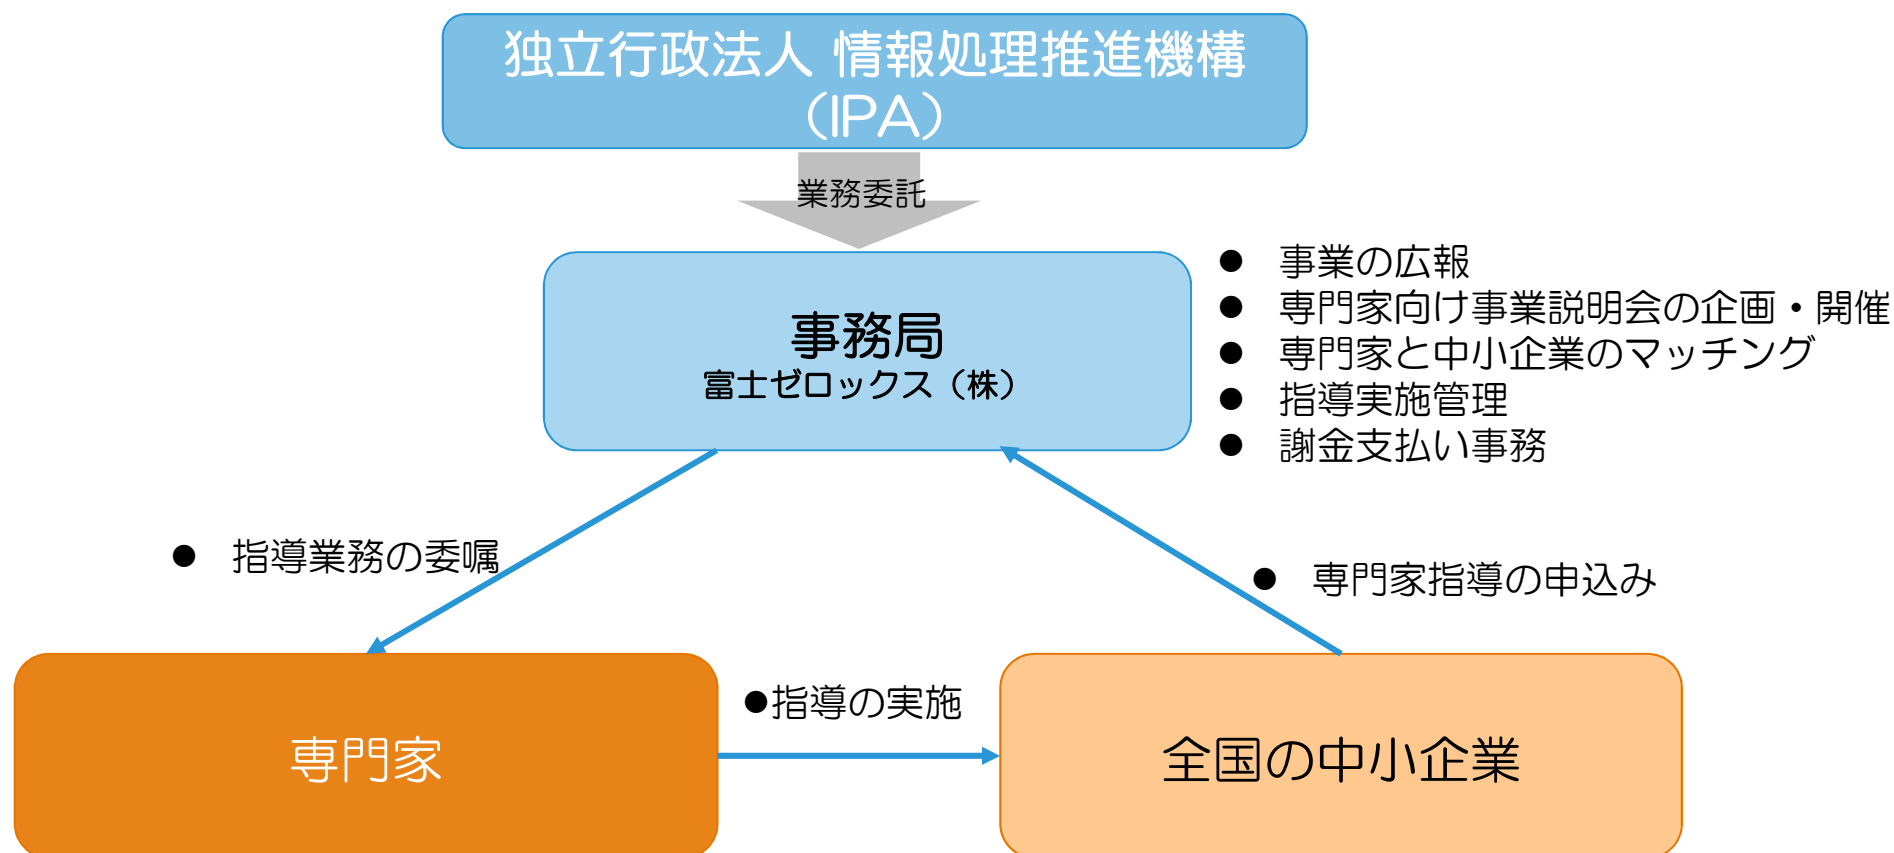 独立行政法人 情報処理推進機構
（IPA）
業務委託
事務局
富士ゼロックス（株）
● 事業の広報
● 専門家向け事業説明会の企画・開催
● 専門家と中小企業のマッチング
● 指導実施管理
● 謝金支払い事務
● 指導業務の委嘱
● 専門家指導の申込み
●指導の実施
専門家
全国の中小企業